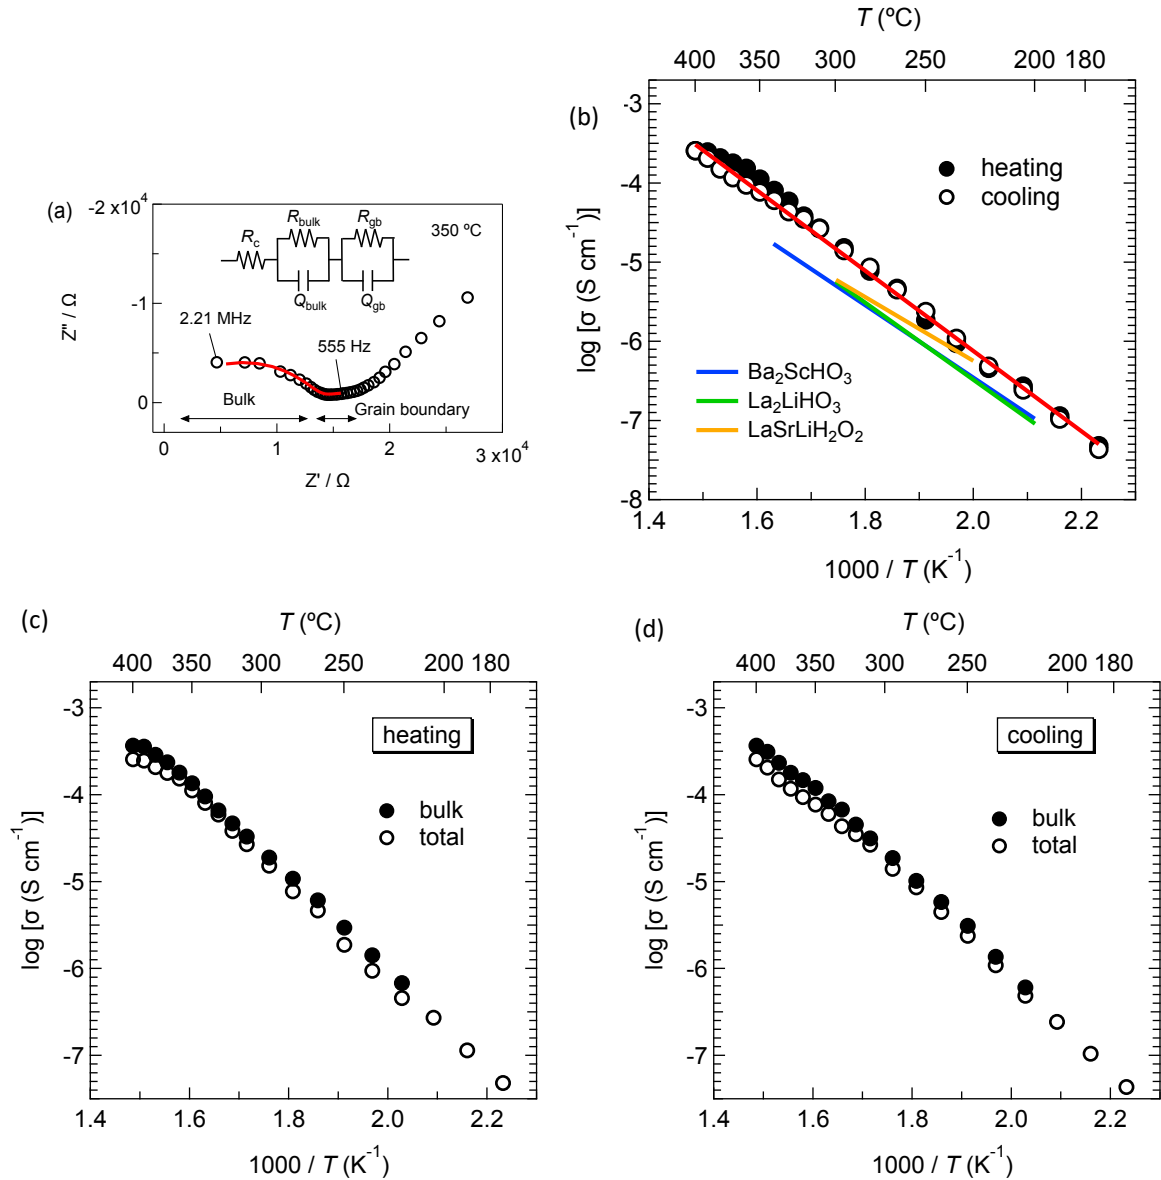 (a)
-2 x10⁴
-1
0
Z'' / Ω
350 ºC
R_c
R_bulk
R_gb
Q_bulk
Q_gb
2.21 MHz
555 Hz
Bulk
Grain boundary
0
1
2
3 x10⁴
Z' / Ω
(b)
T (ºC)
400 350 300 250 200 180
-3
-4
-5
-6
-7
-8
log [σ (S cm⁻¹)]
heating
cooling
Ba₂ScHO₃
La₂LiHO₃
LaSrLiH₂O₂
1.4 1.6 1.8 2.0 2.2
1000 / T (K⁻¹)
(c)
T (ºC)
400 350 300 250 200 180
-3
-4
-5
-6
-7
log [σ (S cm⁻¹)]
heating
bulk
total
1.4 1.6 1.8 2.0 2.2
1000 / T (K⁻¹)
(d)
T (ºC)
400 350 300 250 200 180
-3
-4
-5
-6
-7
log [σ (S cm⁻¹)]
cooling
bulk
total
1.4 1.6 1.8 2.0 2.2
1000 / T (K⁻¹)